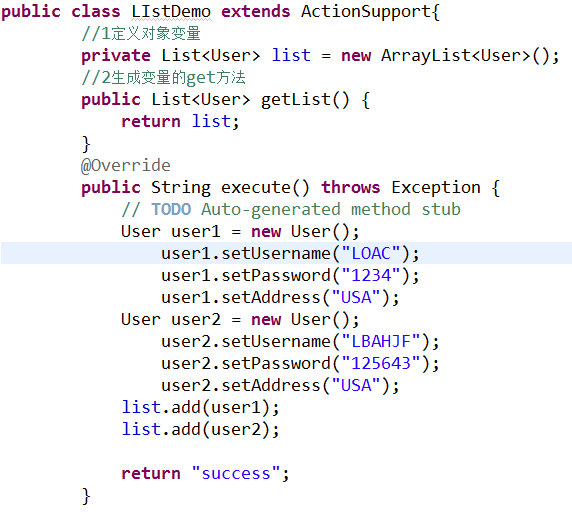 public class LIstDemo extends ActionSupport{
//1定义对象变量
private List<User> list = new ArrayList<User>();
//2生成变量的get方法
public List<User> getList() {
return list;
}
@Override
public String execute() throws Exception {
// TODO Auto-generated method stub
User user1 = new User();
user1.setUsername("LOAC");
user1.setPassword("1234");
user1.setAddress("USA");
User user2 = new User();
user2.setUsername("LBAHJF");
user2.setPassword("125643");
user2.setAddress("USA");
list.add(user1);
list.add(user2);
return "success";
}